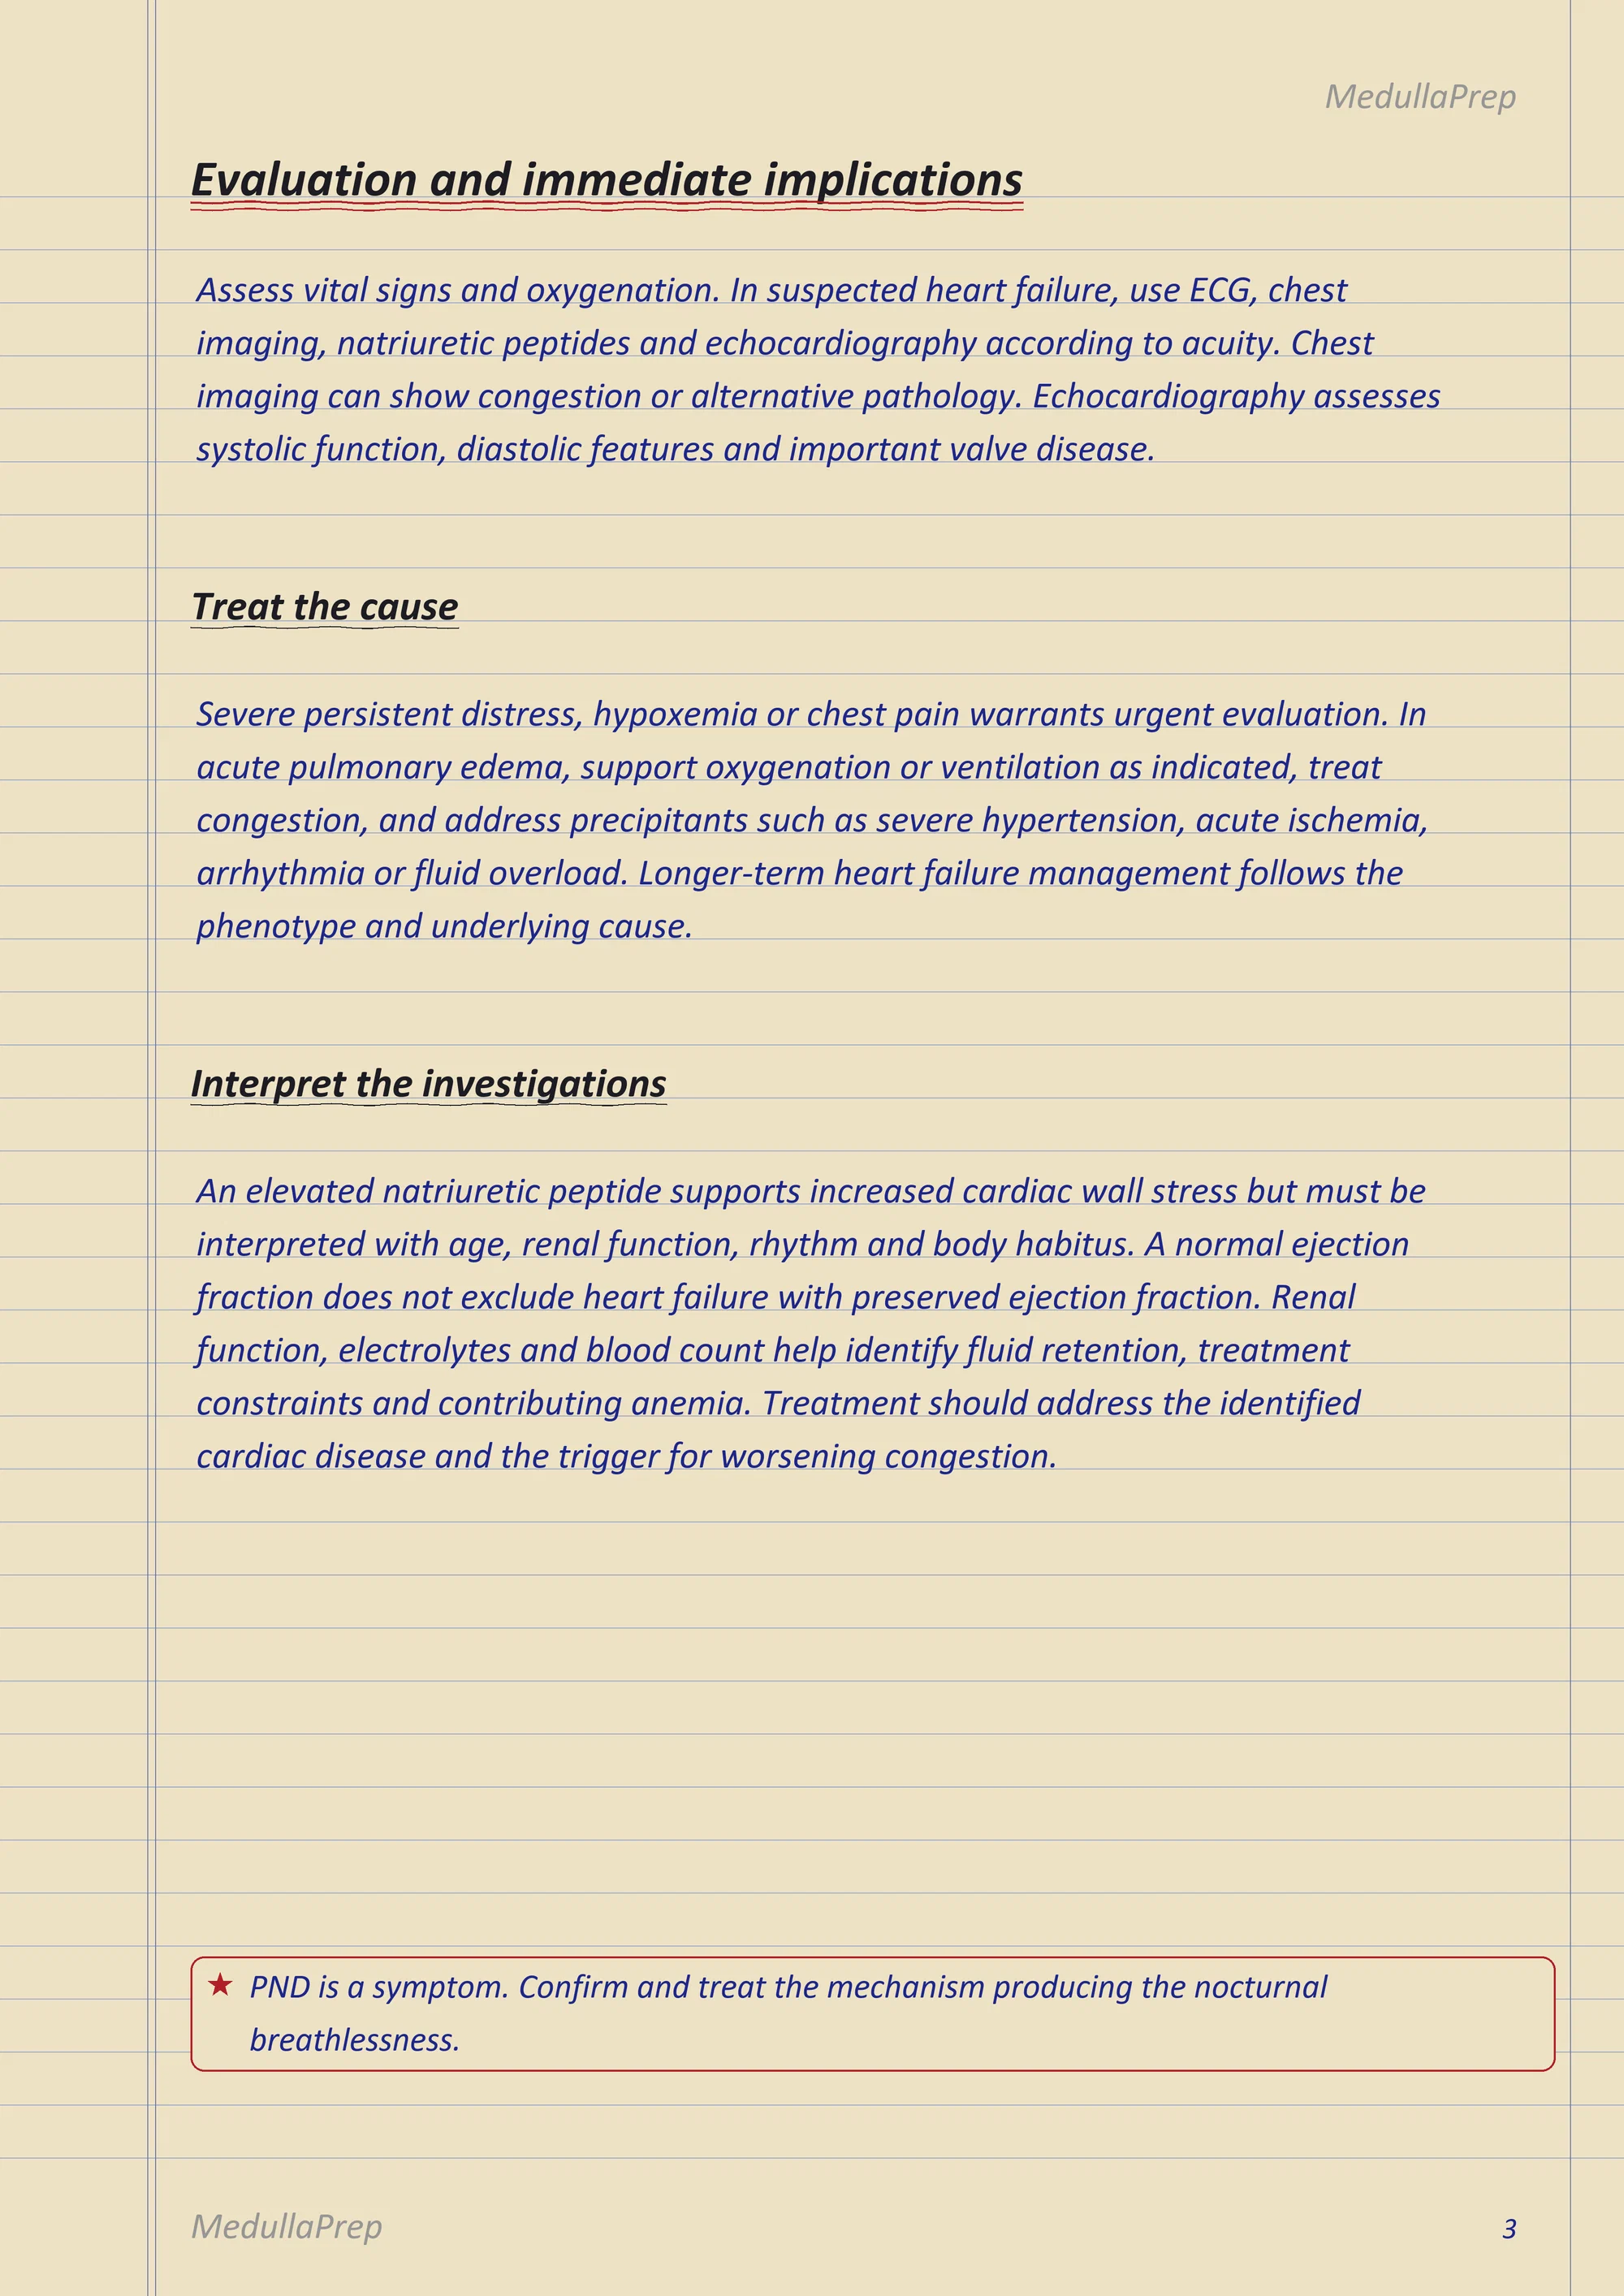 MedullaPrep
Evaluation and immediate implications
Assess vital signs and oxygenation. In suspected heart failure, use ECG, chest
imaging, natriuretic peptides and echocardiography according to acuity. Chest
imaging can show congestion or alternative pathology. Echocardiography assesses
systolic function, diastolic features and important valve disease.
Treat the cause
Severe persistent distress, hypoxemia or chest pain warrants urgent evaluation. In
acute pulmonary edema, support oxygenation or ventilation as indicated, treat
congestion, and address precipitants such as severe hypertension, acute ischemia,
arrhythmia or fluid overload. Longer-term heart failure management follows the
phenotype and underlying cause.
Interpret the investigations
An elevated natriuretic peptide supports increased cardiac wall stress but must be
interpreted with age, renal function, rhythm and body habitus. A normal ejection
fraction does not exclude heart failure with preserved ejection fraction. Renal
function, electrolytes and blood count help identify fluid retention, treatment
constraints and contributing anemia. Treatment should address the identified
cardiac disease and the trigger for worsening congestion.
★ PND is a symptom. Confirm and treat the mechanism producing the nocturnal
breathlessness.
MedullaPrep
3